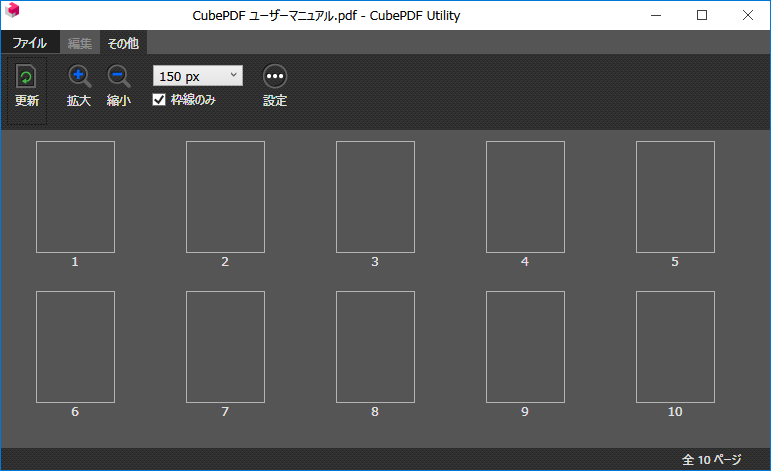 CubePDF ユーザーマニュアル.pdf - CubePDF Utility
ファイル 編集 その他
更新 拡大 縮小 150 px 設定
枠線のみ
1 2 3 4 5
6 7 8 9 10
全 10 ページ